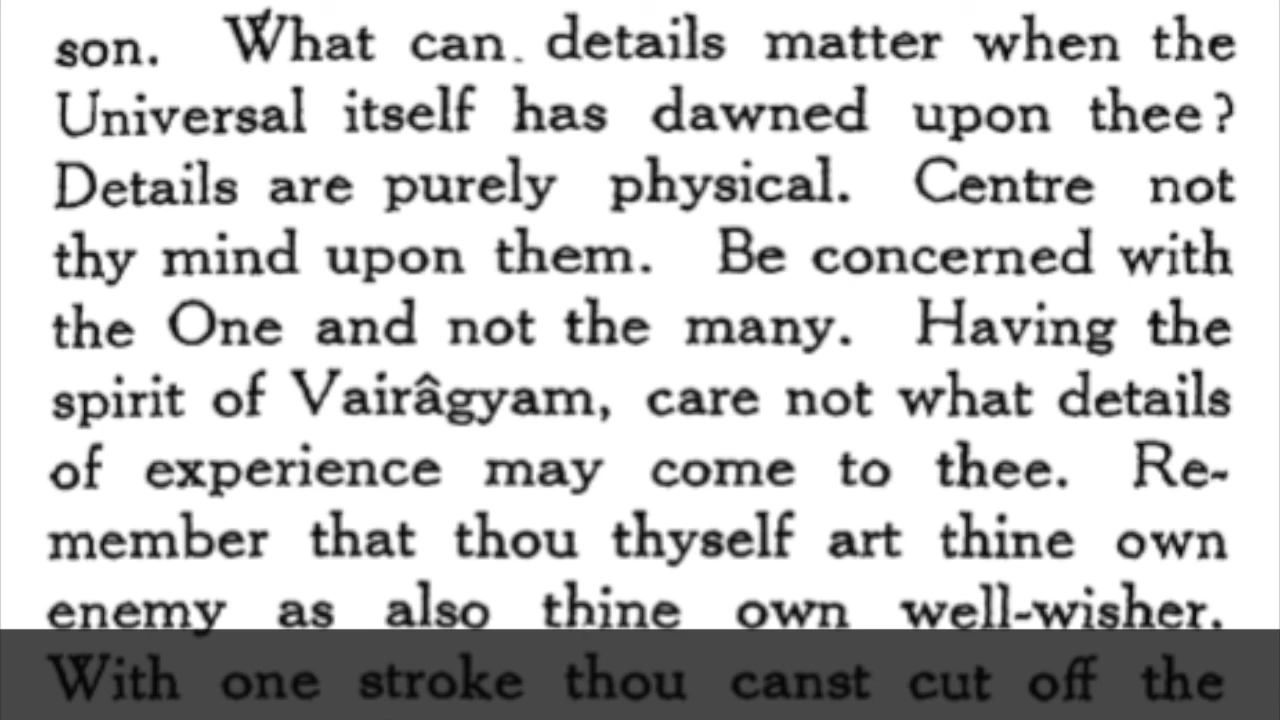 son. What can details matter when the
Universal itself has dawned upon thee?
Details are purely physical. Centre not
thy mind upon them. Be concerned with
the One and not the many. Having the
spirit of Vairâgyam, care not what details
of experience may come to thee. Re-
member that thou thyself art thine own
enemy as also thine own well-wisher.
With one stroke thou canst cut off the